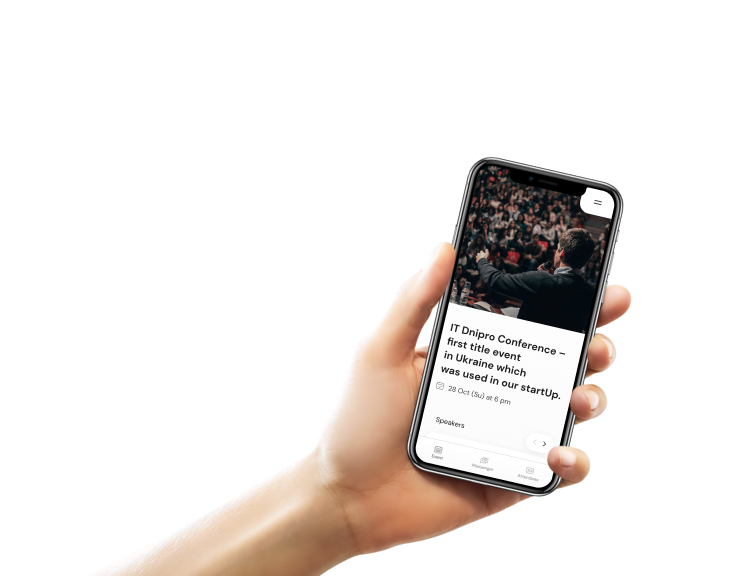 IT Dnipro Conference –
first title event
in Ukraine which
was used in our startUp.
28 Oct (Su) at 6 pm
Speakers
Event
Messenger
Attendees